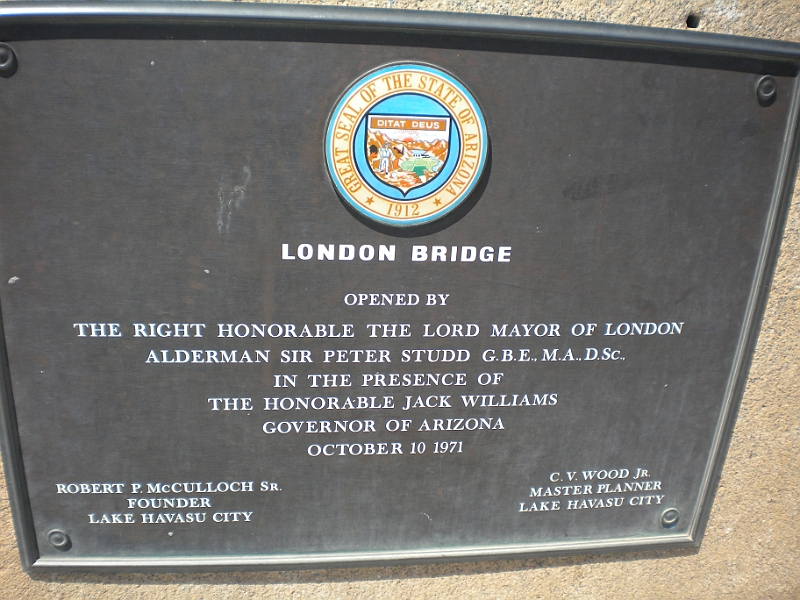 GREAT SEAL OF THE STATE OF ARIZONA
DITAT DEUS
1912
LONDON BRIDGE
OPENED BY
THE RIGHT HONORABLE THE LORD MAYOR OF LONDON
ALDERMAN SIR PETER STUDD G.B.E., M.A., D.Sc.,
IN THE PRESENCE OF
THE HONORABLE JACK WILLIAMS
GOVERNOR OF ARIZONA
OCTOBER 10 1971
ROBERT P. McCULLOCH SR.
FOUNDER
LAKE HAVASU CITY
C. V. WOOD JR.
MASTER PLANNER
LAKE HAVASU CITY